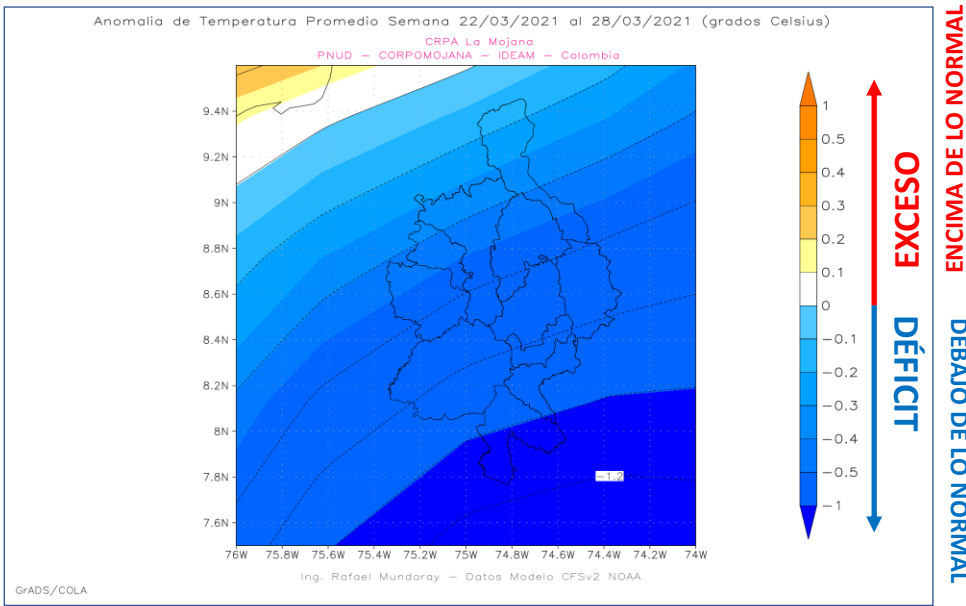 Anomalia de Temperatura Promedio Semana 22/03/2021 al 28/03/2021 (grados Celsius)
CRPA La Mojana
PNUD – CORPOMOJANA – IDEAM – Colombia
9.4N
9.2N
9N
8.8N
8.6N
8.4N
8.2N
8N
7.8N
7.6N
76W 75.8W 75.6W 75.4W 75.2W 75W 74.8W 74.6W 74.4W 74.2W 74W
−1.2
1
0.5
0.4
0.3
0.2
0.1
0
−0.1
−0.2
−0.3
−0.4
−0.5
−1
EXCESO
DÉFICIT
ENCIMA DE LO NORMAL
DEBAJO DE LO NORMAL
Ing. Rafael Mundaray – Datos Modelo CFSv2 NOAA
GrADS/COLA